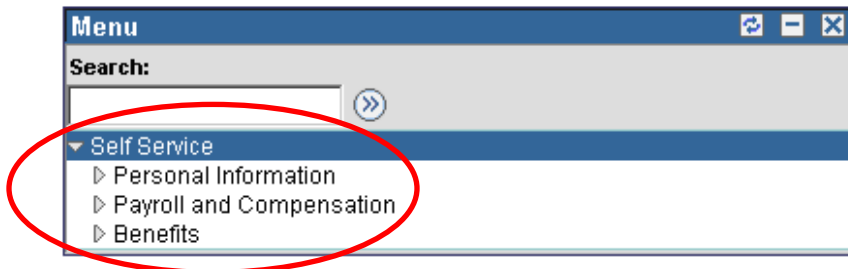 Menu
Search:
Self Service
Personal Information
Payroll and Compensation
Benefits